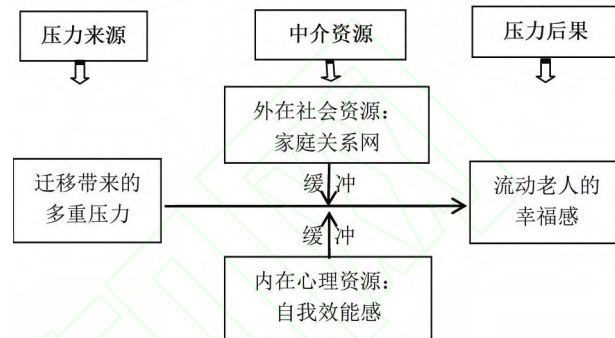 压力来源
中介资源
压力后果
外在社会资源：
家庭关系网
缓 冲
迁移带来的
多重压力
流动老人的
幸福感
缓 冲
内在心理资源：
自我效能感